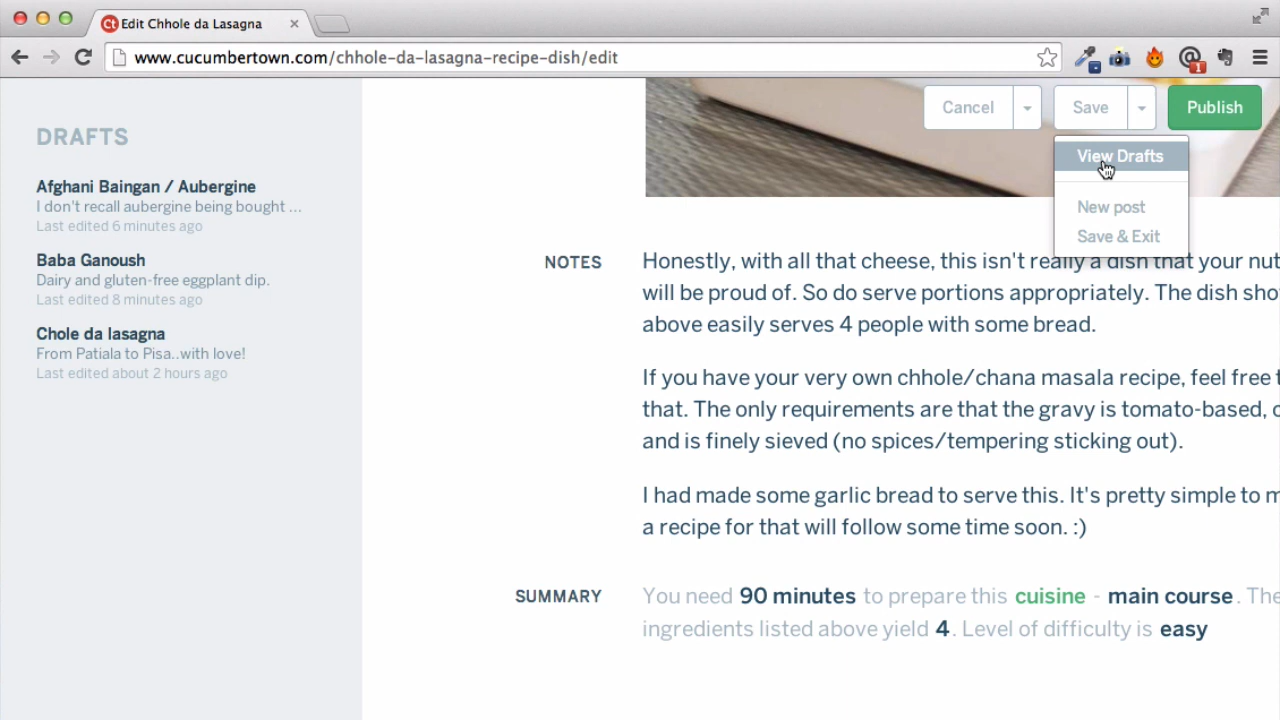 Ct Edit Chhole da Lasagna
www.cucumbertown.com/chhole-da-lasagna-recipe-dish/edit
1
Cancel Save Publish
View Drafts
New post
Save & Exit
DRAFTS
Afghani Baingan / Aubergine
I don't recall aubergine being bought ...
Last edited 6 minutes ago
Baba Ganoush
Dairy and gluten-free eggplant dip.
Last edited 8 minutes ago
Chole da lasagna
From Patiala to Pisa..with love!
Last edited about 2 hours ago
NOTES
Honestly, with all that cheese, this isn't really a dish that your nut
will be proud of. So do serve portions appropriately. The dish sho
above easily serves 4 people with some bread.
If you have your very own chhole/chana masala recipe, feel free
that. The only requirements are that the gravy is tomato-based,
and is finely sieved (no spices/tempering sticking out).
I had made some garlic bread to serve this. It's pretty simple to
a recipe for that will follow some time soon. :)
SUMMARY
You need 90 minutes to prepare this cuisine - main course. The
ingredients listed above yield 4. Level of difficulty is easy